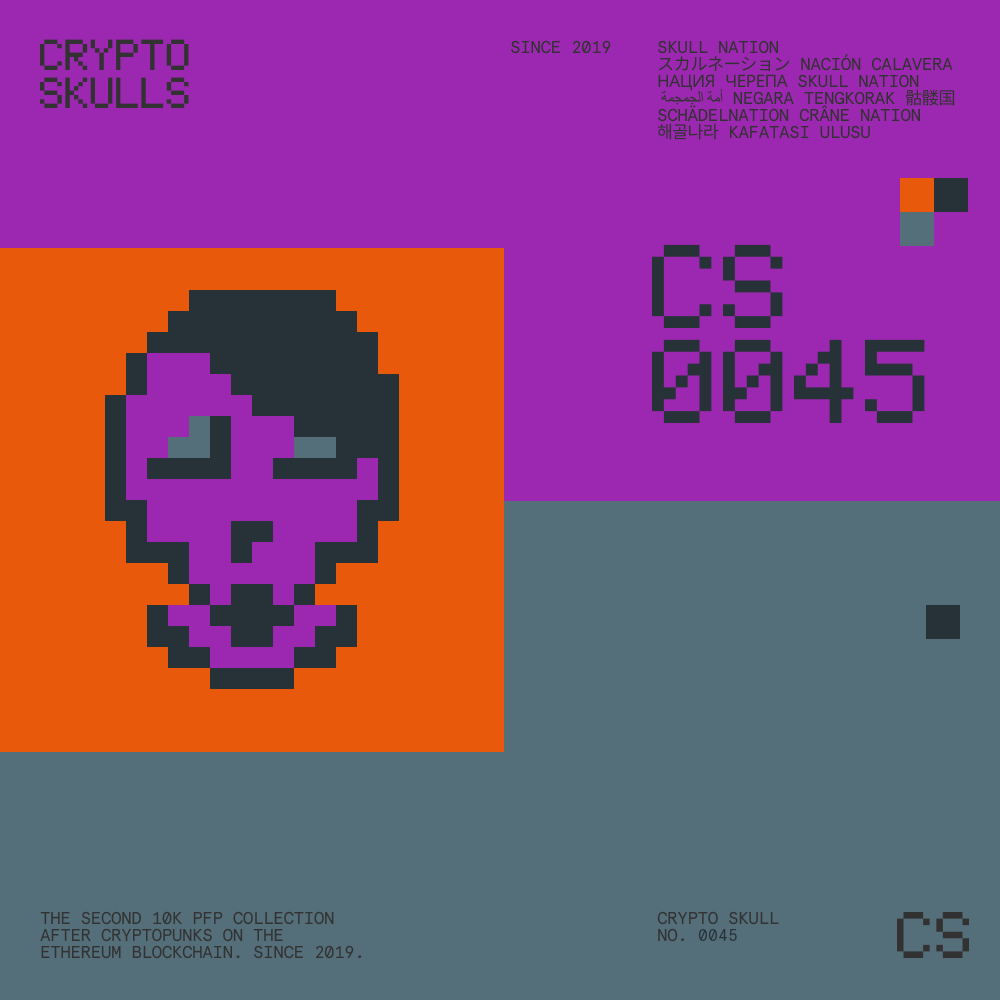 CRYPTO
SKULLS
SINCE 2019
SKULL NATION
スカルネーション NACIÓN CALAVERA
НАЦИЯ ЧЕРЕПА SKULL NATION
أمة الجمجمة NEGARA TENGKORAK 骷髅国
SCHÄDELNATION CRÂNE NATION
해골나라 KAFATASI ULUSU
CS
0045
THE SECOND 10K PFP COLLECTION
AFTER CRYPTOPUNKS ON THE
ETHEREUM BLOCKCHAIN. SINCE 2019.
CRYPTO SKULL
NO. 0045
CS